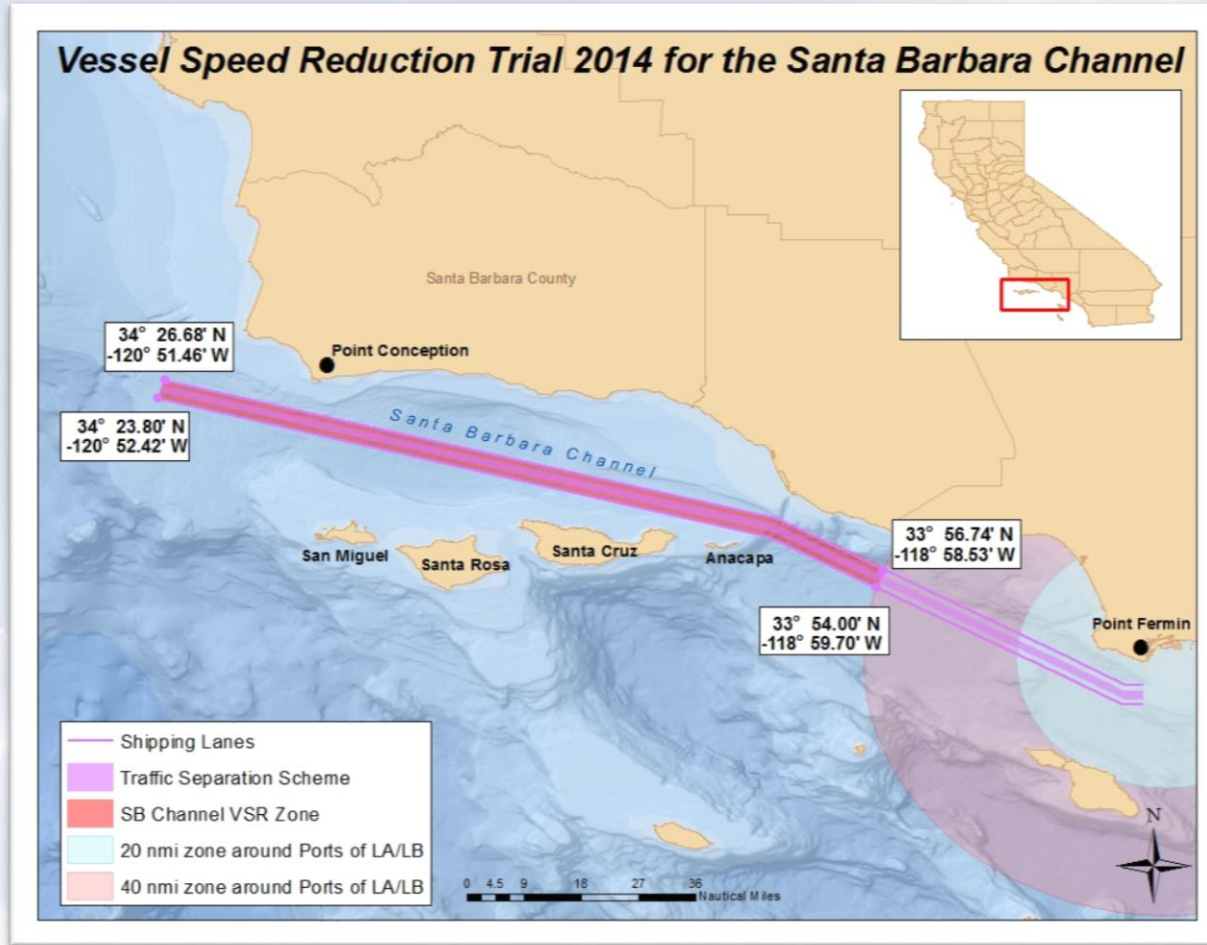 Vessel Speed Reduction Trial 2014 for the Santa Barbara Channel
Santa Barbara County
34° 26.68' N
-120° 51.46' W
Point Conception
34° 23.80' N
-120° 52.42' W
Santa Barbara Channel
33° 56.74' N
-118° 58.53' W
San Miguel
Santa Rosa
Santa Cruz
Anacapa
33° 54.00' N
-118° 59.70' W
Point Fermin
Shipping Lanes
Traffic Separation Scheme
SB Channel VSR Zone
20 nmi zone around Ports of LA/LB
40 nmi zone around Ports of LA/LB
0 4.5 9 18 27 36
Nautical Miles
N